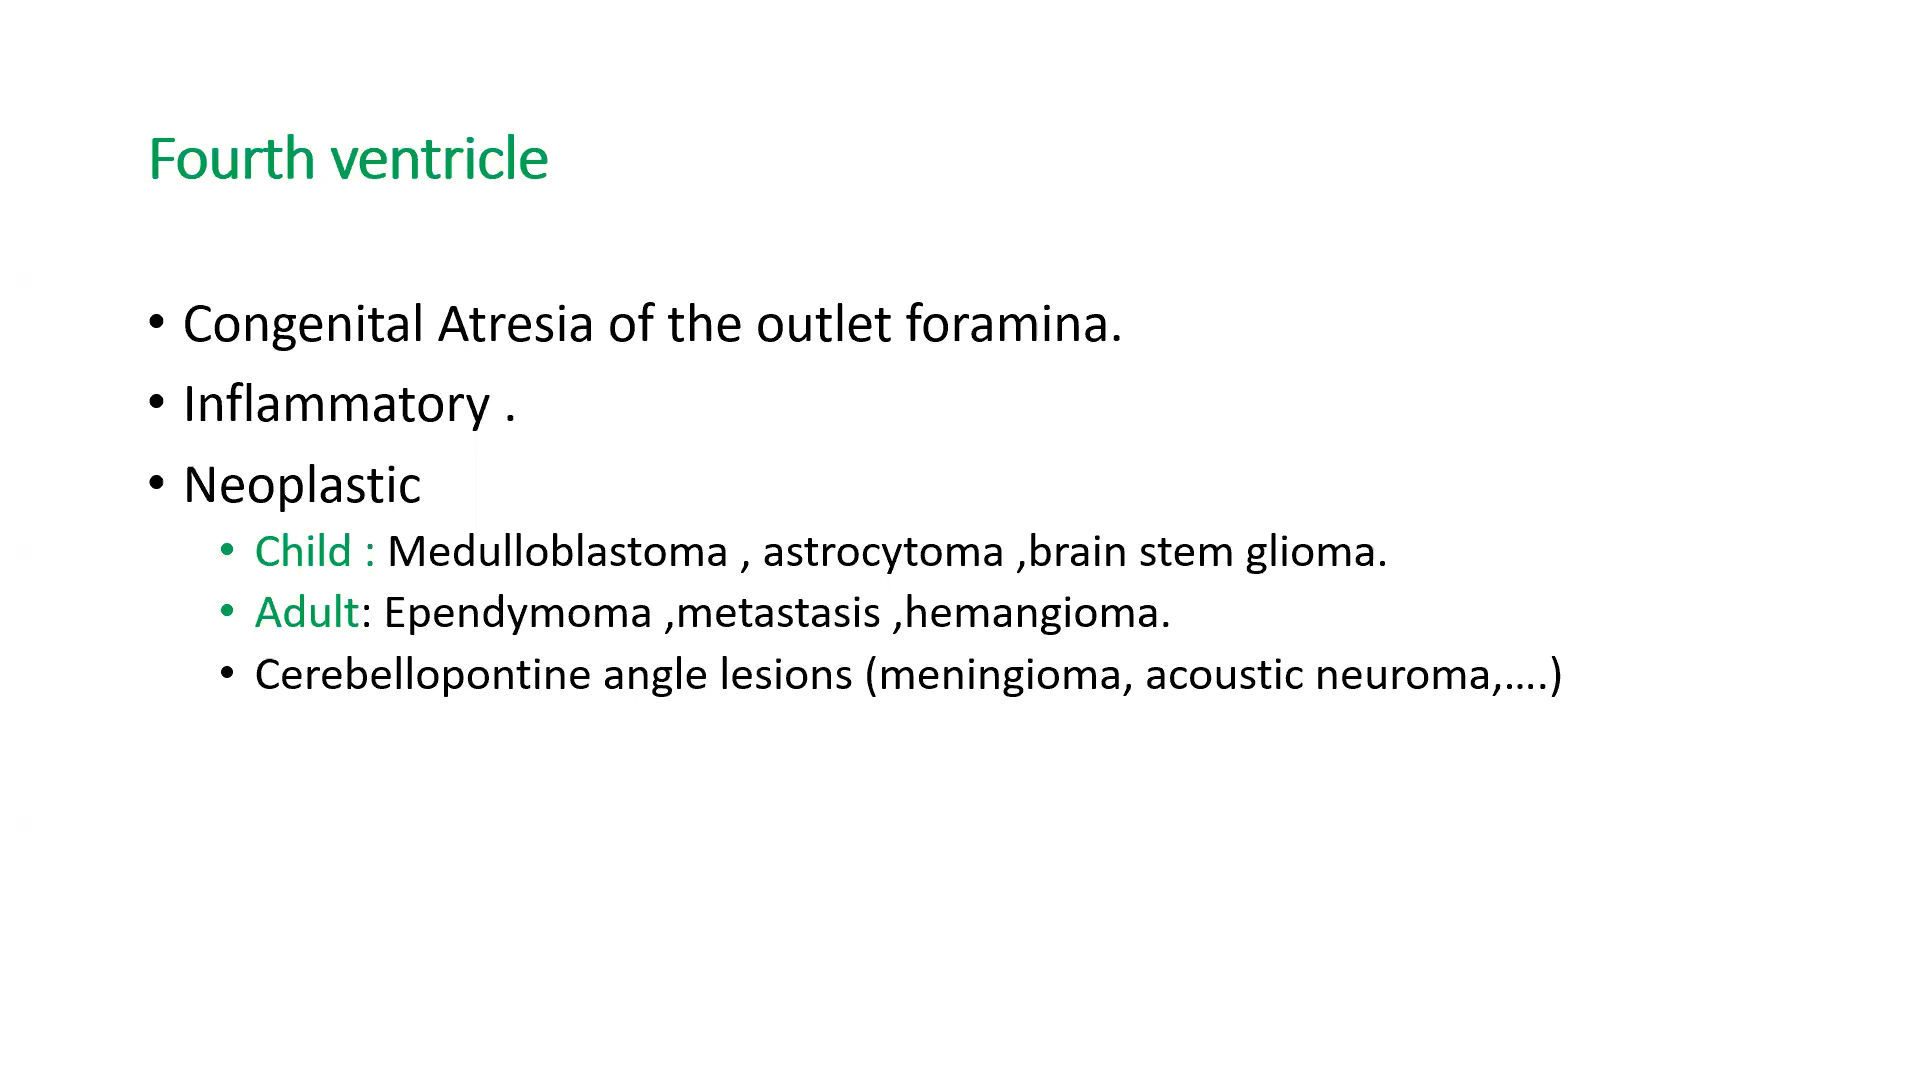 Fourth ventricle
• Congenital Atresia of the outlet foramina.
• Inflammatory .
• Neoplastic
• Child : Medulloblastoma , astrocytoma ,brain stem glioma.
• Adult: Ependymoma ,metastasis ,hemangioma.
• Cerebellopontine angle lesions (meningioma, acoustic neuroma,….)